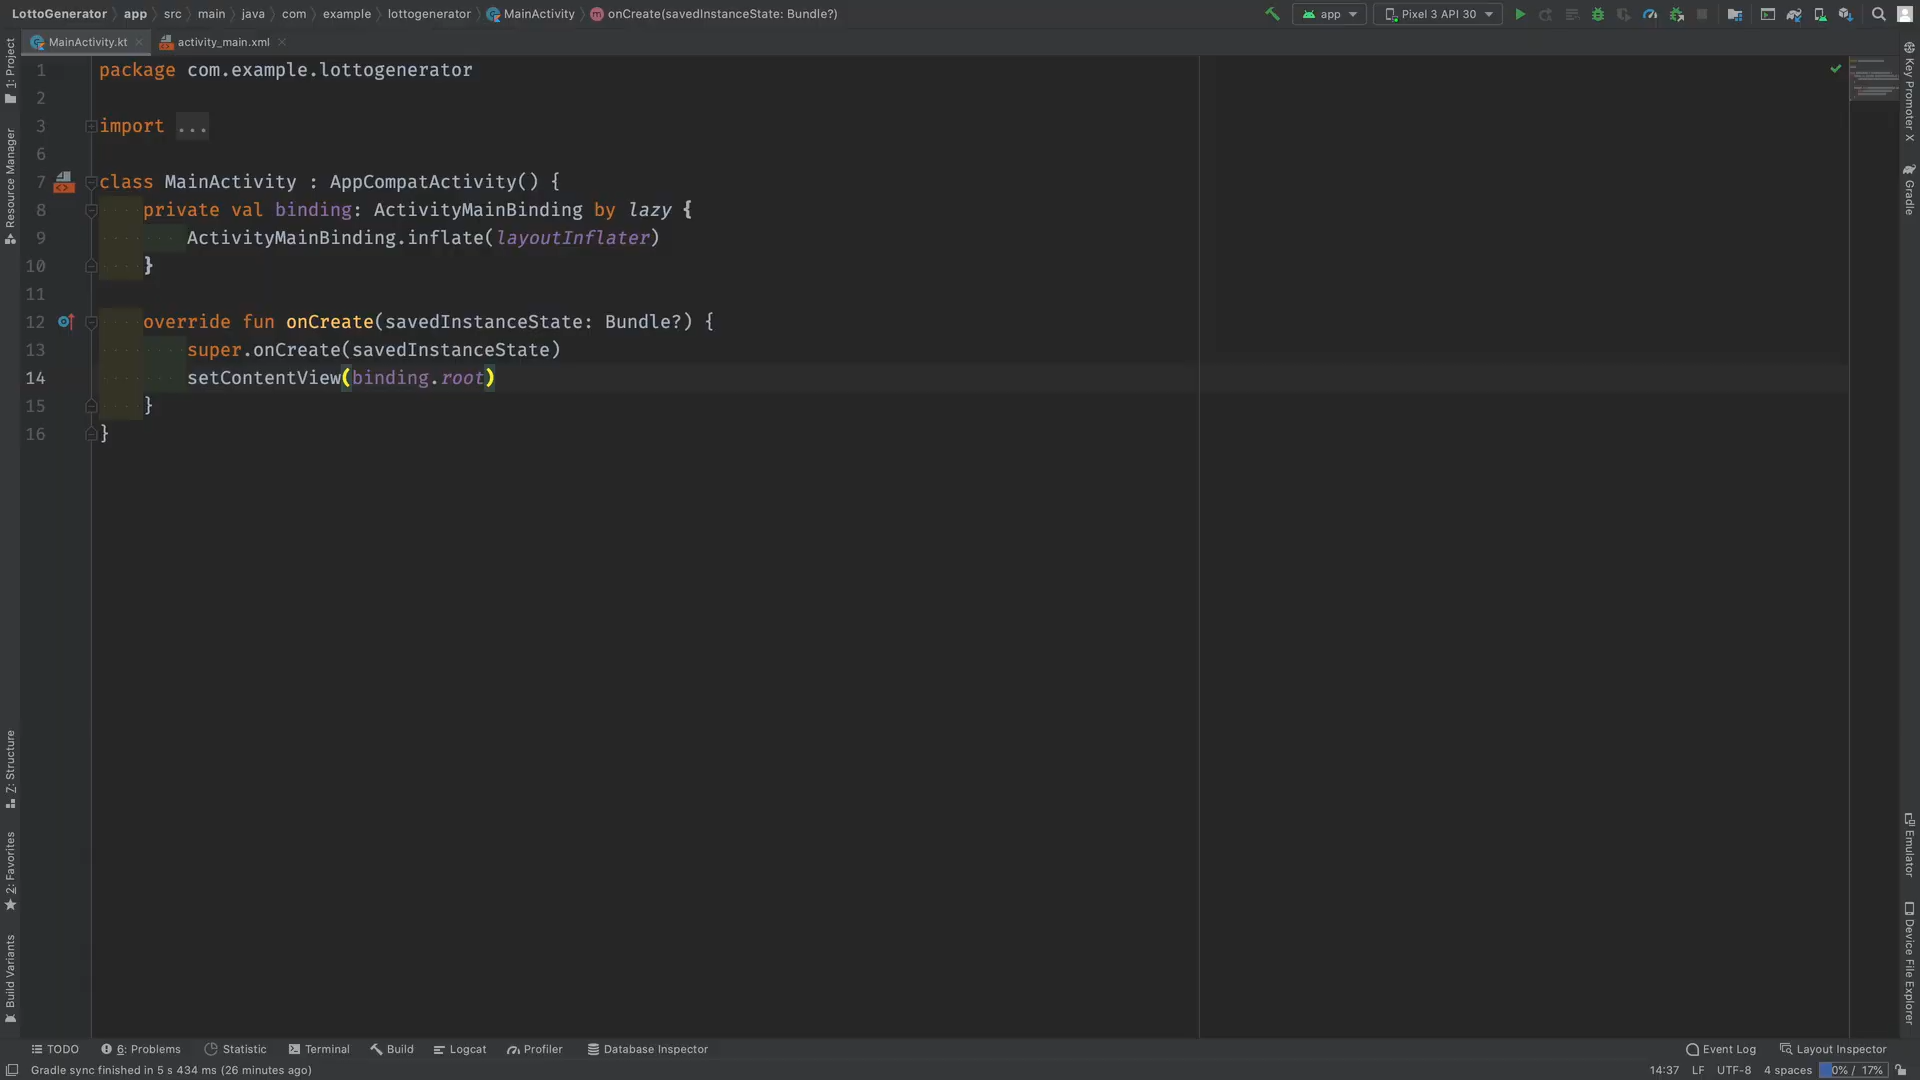 LottoGenerator app src main java com example lottogenerator MainActivity onCreate(savedInstanceState: Bundle?)
app Pixel 3 API 30
MainActivity.kt activity_main.xml
1 package com.example.lottogenerator
2
3 import ...
6
7 class MainActivity : AppCompatActivity() {
8 private val binding: ActivityMainBinding by lazy {
9 ActivityMainBinding.inflate(layoutInflater)
10 }
11
12 override fun onCreate(savedInstanceState: Bundle?) {
13 super.onCreate(savedInstanceState)
14 setContentView(binding.root)
15 }
16 }
1: Project
Resource Manager
Z: Structure
2: Favorites
Build Variants
Key Promoter X
Gradle
Emulator
Device File Explorer
TODO 6: Problems Statistic Terminal Build Logcat Profiler Database Inspector Event Log Layout Inspector
Gradle sync finished in 5 s 434 ms (26 minutes ago) 14:37 LF UTF-8 4 spaces 0% / 17%